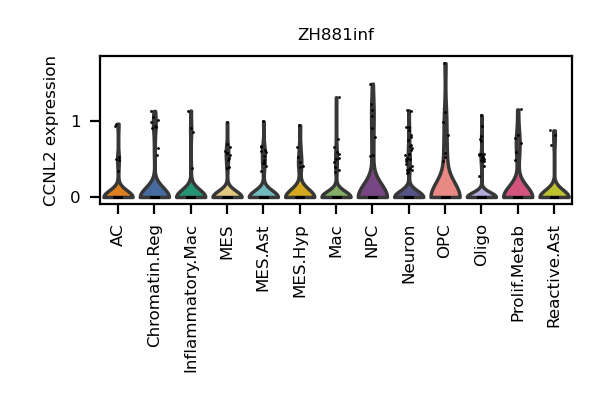 ZH881inf
CCNL2 expression
1
0
AC
Chromatin.Reg
Inflammatory.Mac
MES
MES.Ast
MES.Hyp
Mac
NPC
Neuron
OPC
Oligo
Prolif.Metab
Reactive.Ast